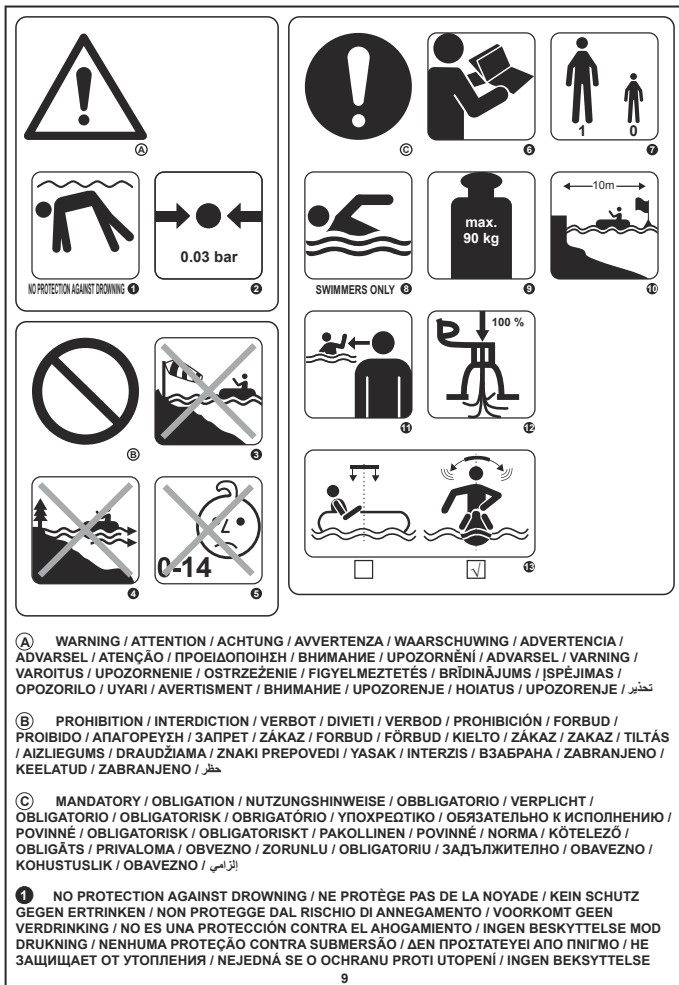 Ⓐ
NO PROTECTION AGAINST DROWNING ❶
0.03 bar
❷
Ⓑ
❸
❹
0-14
❺
Ⓒ
❻
1 0
❼
SWIMMERS ONLY ❽
max.
90 kg
❾
10m
❿
⓫
100 %
⓬
√
⓭
Ⓐ WARNING / ATTENTION / ACHTUNG / AVVERTENZA / WAARSCHUWING / ADVERTENCIA /
ADVARSEL / ATENÇÃO / ΠΡΟΕΙΔΟΠΟΙΗΣΗ / ВНИМАНИЕ / UPOZORNĚNÍ / ADVARSEL / VARNING /
VAROITUS / UPOZORNENIE / OSTRZEŻENIE / FIGYELMEZTETÉS / BRĪDINĀJUMS / ĮSPĖJIMAS /
OPOZORILO / UYARI / AVERTISMENT / ВНИМАНИЕ / UPOZORENJE / HOIATUS / UPOZORENJE / تحذير
Ⓑ PROHIBITION / INTERDICTION / VERBOT / DIVIETI / VERBOD / PROHIBICIÓN / FORBUD /
PROIBIDO / ΑΠΑΓΟΡΕΥΣΗ / ЗАПРЕТ / ZÁKAZ / FORBUD / FÖRBUD / KIELTO / ZÁKAZ / ZAKAZ / TILTÁS
/ AIZLIEGUMS / DRAUDŽIAMA / ZNAKI PREPOVEDI / YASAK / INTERZIS / ВЗАБРАНА / ZABRANJENO /
KEELATUD / ZABRANJENO / حظر
Ⓒ MANDATORY / OBLIGATION / NUTZUNGSHINWEISE / OBBLIGATORIO / VERPLICHT /
OBLIGATORIO / OBLIGATORISK / OBRIGATÓRIO / ΥΠΟΧΡΕΩΤΙΚΟ / ОБЯЗАТЕЛЬНО К ИСПОЛНЕНИЮ /
POVINNÉ / OBLIGATORISK / OBLIGATORISKT / PAKOLLINEN / POVINNÉ / NORMA / KÖTELEZŐ /
OBLIGĀTS / PRIVALOMA / OBVEZNO / ZORUNLU / OBLIGATORIU / ЗАДЪЛЖИТЕЛНО / OBAVEZNO /
KOHUSTUSLIK / OBAVEZNO / إلزامي
❶ NO PROTECTION AGAINST DROWNING / NE PROTÈGE PAS DE LA NOYADE / KEIN SCHUTZ
GEGEN ERTRINKEN / NON PROTEGGE DAL RISCHIO DI ANNEGAMENTO / VOORKOMT GEEN
VERDRINKING / NO ES UNA PROTECCIÓN CONTRA EL AHOGAMIENTO / INGEN BESKYTTELSE MOD
DRUKNING / NENHUMA PROTEÇÃO CONTRA SUBMERSÃO / ΔΕΝ ΠΡΟΣΤΑΤΕΥΕΙ ΑΠΟ ΠΝΙΓΜΟ / НЕ
ЗАЩИЩАЕТ ОТ УТОПЛЕНИЯ / NEJEDNÁ SE O OCHRANU PROTI UTOPENÍ / INGEN BEKSYTTELSE
9